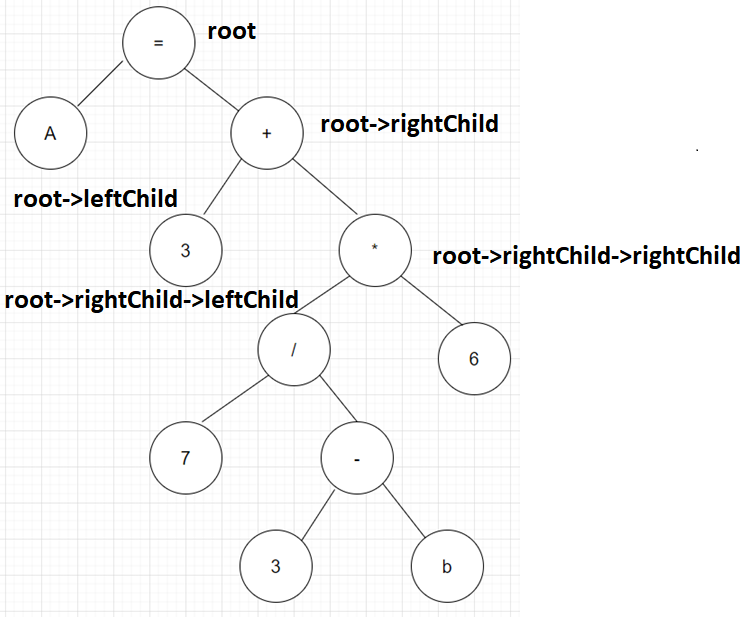 =
root
A
+
root->rightChild
root->leftChild
3
*
root->rightChild->rightChild
root->rightChild->leftChild
/
6
7
-
3
b